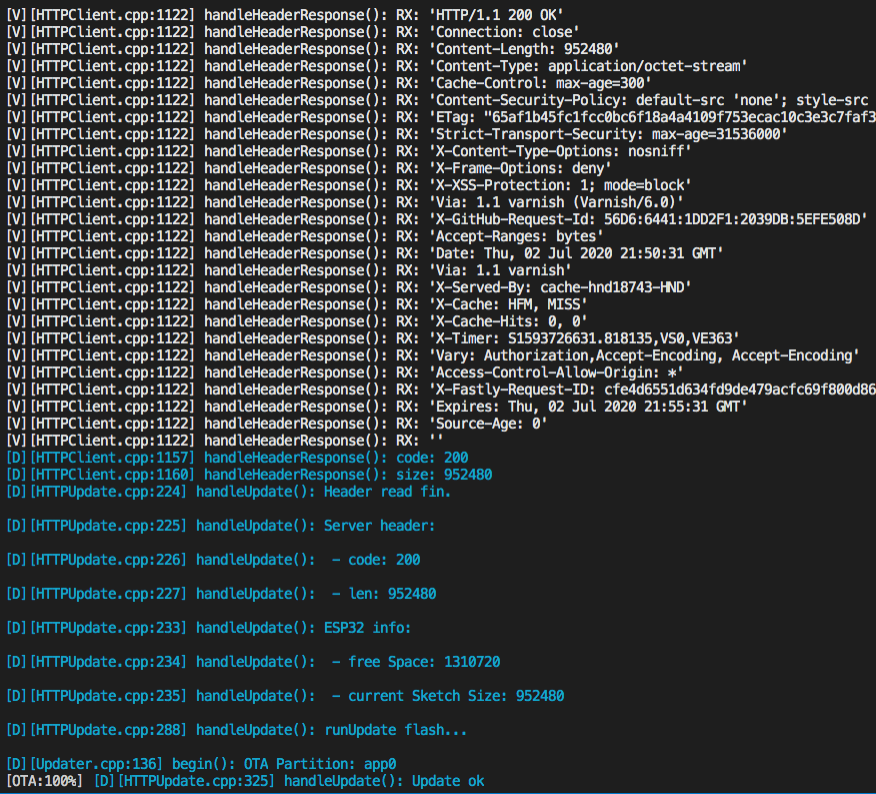 [V][HTTPClient.cpp:1122] handleHeaderResponse(): RX: 'HTTP/1.1 200 OK'
[V][HTTPClient.cpp:1122] handleHeaderResponse(): RX: 'Connection: close'
[V][HTTPClient.cpp:1122] handleHeaderResponse(): RX: 'Content-Length: 952480'
[V][HTTPClient.cpp:1122] handleHeaderResponse(): RX: 'Content-Type: application/octet-stream'
[V][HTTPClient.cpp:1122] handleHeaderResponse(): RX: 'Cache-Control: max-age=300'
[V][HTTPClient.cpp:1122] handleHeaderResponse(): RX: 'Content-Security-Policy: default-src 'none'; style-src
[V][HTTPClient.cpp:1122] handleHeaderResponse(): RX: 'ETag: "65af1b45fc1fcc0bc6f18a4a4109f753ecac10c3e3c7faf3
[V][HTTPClient.cpp:1122] handleHeaderResponse(): RX: 'Strict-Transport-Security: max-age=31536000'
[V][HTTPClient.cpp:1122] handleHeaderResponse(): RX: 'X-Content-Type-Options: nosniff'
[V][HTTPClient.cpp:1122] handleHeaderResponse(): RX: 'X-Frame-Options: deny'
[V][HTTPClient.cpp:1122] handleHeaderResponse(): RX: 'X-XSS-Protection: 1; mode=block'
[V][HTTPClient.cpp:1122] handleHeaderResponse(): RX: 'Via: 1.1 varnish (Varnish/6.0)'
[V][HTTPClient.cpp:1122] handleHeaderResponse(): RX: 'X-GitHub-Request-Id: 56D6:6441:1DD2F1:2039DB:5EFE508D'
[V][HTTPClient.cpp:1122] handleHeaderResponse(): RX: 'Accept-Ranges: bytes'
[V][HTTPClient.cpp:1122] handleHeaderResponse(): RX: 'Date: Thu, 02 Jul 2020 21:50:31 GMT'
[V][HTTPClient.cpp:1122] handleHeaderResponse(): RX: 'Via: 1.1 varnish'
[V][HTTPClient.cpp:1122] handleHeaderResponse(): RX: 'X-Served-By: cache-hnd18743-HND'
[V][HTTPClient.cpp:1122] handleHeaderResponse(): RX: 'X-Cache: HFM, MISS'
[V][HTTPClient.cpp:1122] handleHeaderResponse(): RX: 'X-Cache-Hits: 0, 0'
[V][HTTPClient.cpp:1122] handleHeaderResponse(): RX: 'X-Timer: S1593726631.818135,VS0,VE363'
[V][HTTPClient.cpp:1122] handleHeaderResponse(): RX: 'Vary: Authorization,Accept-Encoding, Accept-Encoding'
[V][HTTPClient.cpp:1122] handleHeaderResponse(): RX: 'Access-Control-Allow-Origin: *'
[V][HTTPClient.cpp:1122] handleHeaderResponse(): RX: 'X-Fastly-Request-ID: cfe4d6551d634fd9de479acfc69f800d86
[V][HTTPClient.cpp:1122] handleHeaderResponse(): RX: 'Expires: Thu, 02 Jul 2020 21:55:31 GMT'
[V][HTTPClient.cpp:1122] handleHeaderResponse(): RX: 'Source-Age: 0'
[V][HTTPClient.cpp:1122] handleHeaderResponse(): RX: ''
[D][HTTPClient.cpp:1157] handleHeaderResponse(): code: 200
[D][HTTPClient.cpp:1160] handleHeaderResponse(): size: 952480
[D][HTTPUpdate.cpp:224] handleUpdate(): Header read fin.
[D][HTTPUpdate.cpp:225] handleUpdate(): Server header:
[D][HTTPUpdate.cpp:226] handleUpdate():  - code: 200
[D][HTTPUpdate.cpp:227] handleUpdate():  - len: 952480
[D][HTTPUpdate.cpp:233] handleUpdate(): ESP32 info:
[D][HTTPUpdate.cpp:234] handleUpdate():  - free Space: 1310720
[D][HTTPUpdate.cpp:235] handleUpdate():  - current Sketch Size: 952480
[D][HTTPUpdate.cpp:288] handleUpdate(): runUpdate flash...
[D][Updater.cpp:136] begin(): OTA Partition: app0
[OTA:100%] [D][HTTPUpdate.cpp:325] handleUpdate(): Update ok